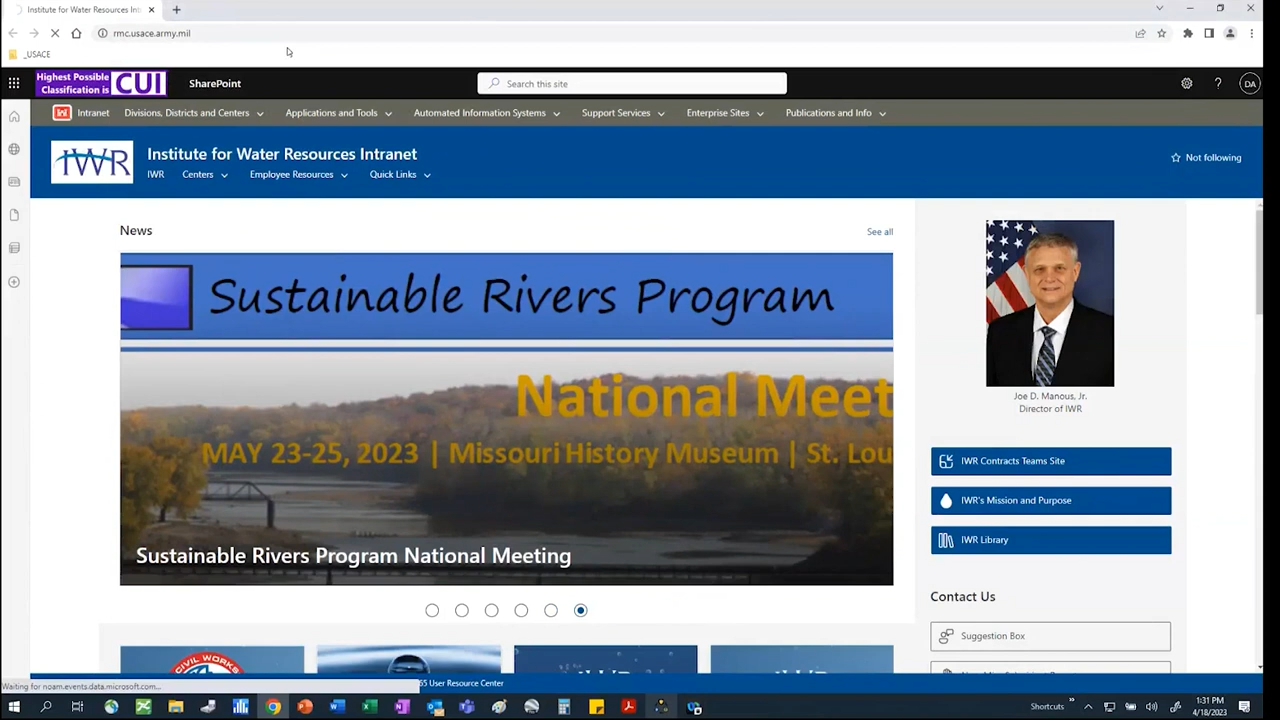 Institute for Water Resources Int
rmc.usace.army.mil
_USACE
Highest Possible
Classification is
CUI
SharePoint
Search this site
DA
Intranet
Divisions, Districts and Centers
Applications and Tools
Automated Information Systems
Support Services
Enterprise Sites
Publications and Info
IWR
Institute for Water Resources Intranet
Not following
IWR
Centers
Employee Resources
Quick Links
News
See all
Sustainable Rivers Program
National Meet
MAY 23-25, 2023 | Missouri History Museum | St. Lou
Sustainable Rivers Program National Meeting
Joe D. Manous, Jr.
Director of IWR
IWR Contracts Teams Site
IWR's Mission and Purpose
IWR Library
Contact Us
Suggestion Box
CIVIL WORKS
Waiting for noam.events.data.microsoft.com...
65 User Resource Center
Shortcuts
1:31 PM
4/18/2023